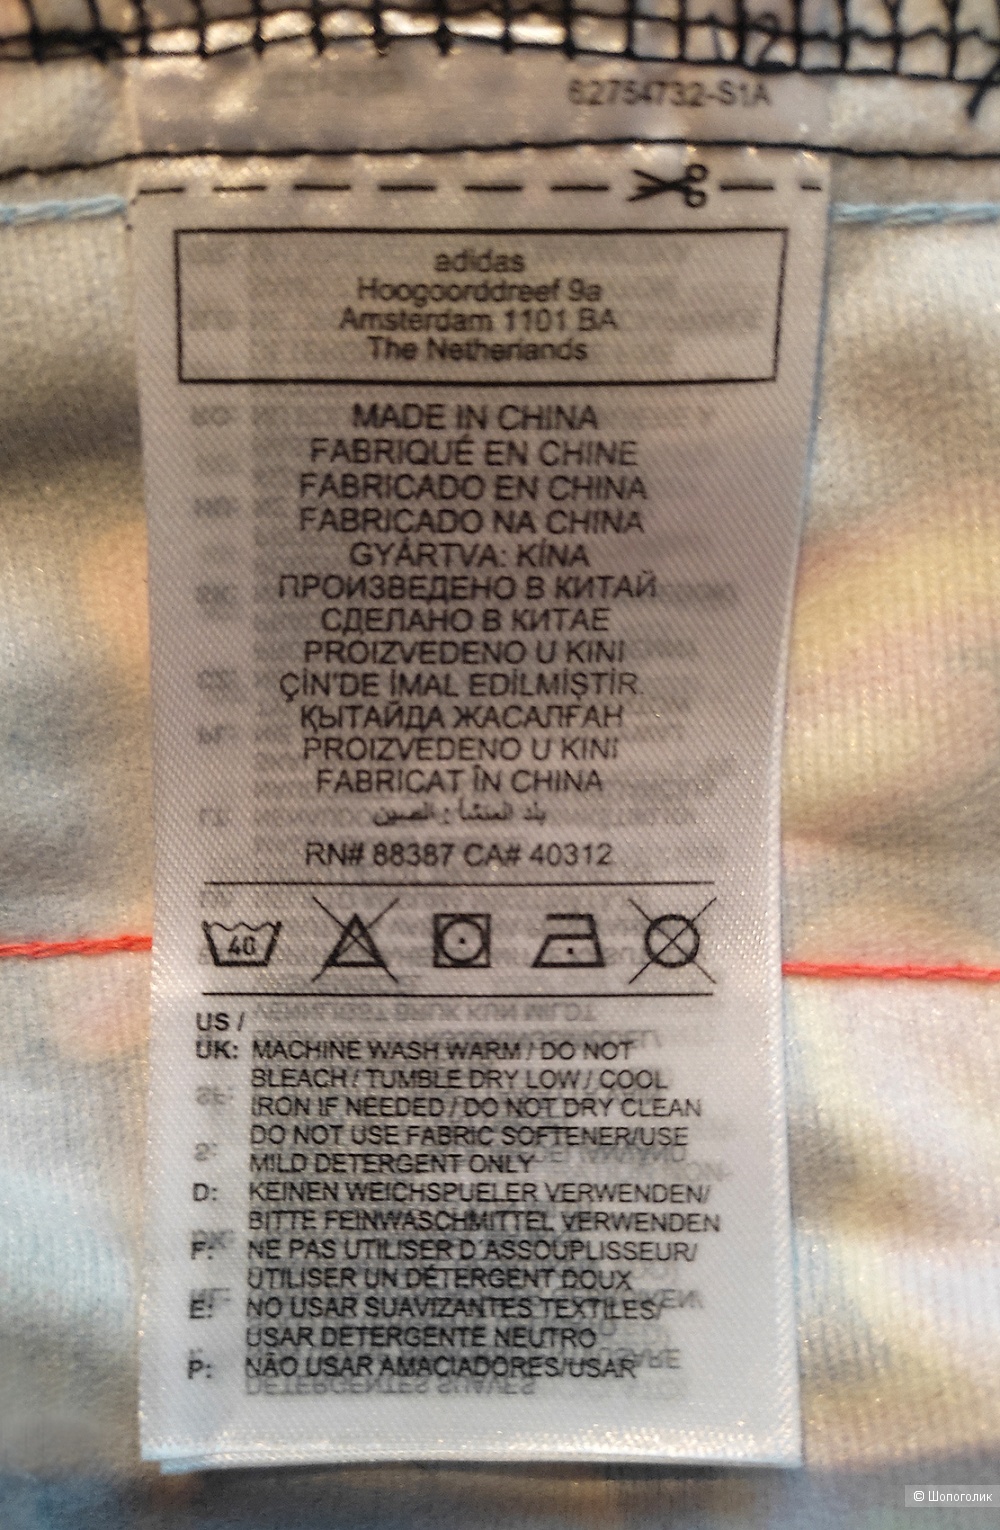 62754732-S1A
adidas
Hoogoorddreef 9a
Amsterdam 1101 BA
The Netherlands
MADE IN CHINA
FABRIQUÉ EN CHINE
FABRICADO EN CHINA
FABRICADO NA CHINA
GYÁRTVA: KÍNA
ПРОИЗВЕДЕНО В КИТАЙ
СДЕЛАНО В КИТАЕ
PROIZVEDENO U KINI
ÇİN'DE İMAL EDİLMİŞTİR.
ҚЫТАЙДА ЖАСАЛҒАН
PROIZVEDENO U KINI
FABRICAT ÎN CHINA
بلد المنشأ : الصين
RN# 88387 CA# 40312
40
US /
UK: MACHINE WASH WARM / DO NOT
BLEACH / TUMBLE DRY LOW / COOL
IRON IF NEEDED / DO NOT DRY CLEAN
DO NOT USE FABRIC SOFTENER/USE
MILD DETERGENT ONLY
D: KEINEN WEICHSPUELER VERWENDEN/
BITTE FEINWASCHMITTEL VERWENDEN
F: NE PAS UTILISER D'ASSOUPLISSEUR/
UTILISER UN DÉTERGENT DOUX
E: NO USAR SUAVIZANTES TEXTILES/
USAR DETERGENTE NEUTRO
P: NÃO USAR AMACIADORES/USAR
© Шопоголик